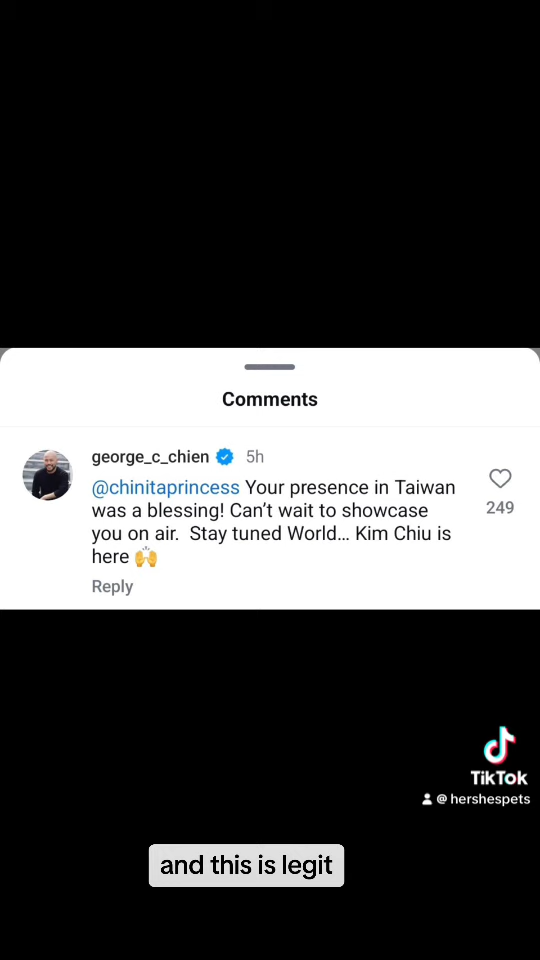 Comments
george_c_chien 5h
@chinitaprincess Your presence in Taiwan
was a blessing! Can't wait to showcase
you on air.  Stay tuned World... Kim Chiu is
here 🙌
249
Reply
TikTok
@ hershespets
and this is legit